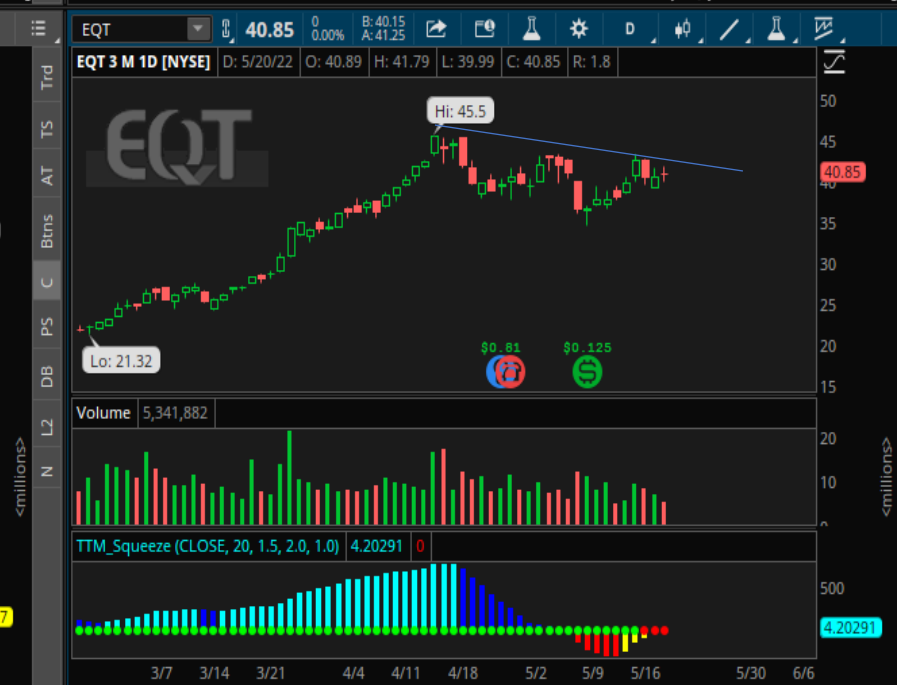 EQT
40.85
0
0.00%
B: 40.15
A: 41.25
D
EQT 3 M 1D [NYSE] D: 5/20/22 O: 40.89 H: 41.79 L: 39.99 C: 40.85 R: 1.8
EQT
Hi: 45.5
Lo: 21.32
$0.81
$0.125
50
45
40.85
40
35
30
25
20
15
Trd
TS
AT
Btns
C
PS
DB
L2
N
<millions>
Volume 5,341,882
20
10
0
<millions>
TTM_Squeeze (CLOSE, 20, 1.5, 2.0, 1.0) 4.20291 0
500
4.20291
7
3/7 3/14 3/21 4/4 4/11 4/18 5/2 5/9 5/16 5/30 6/6